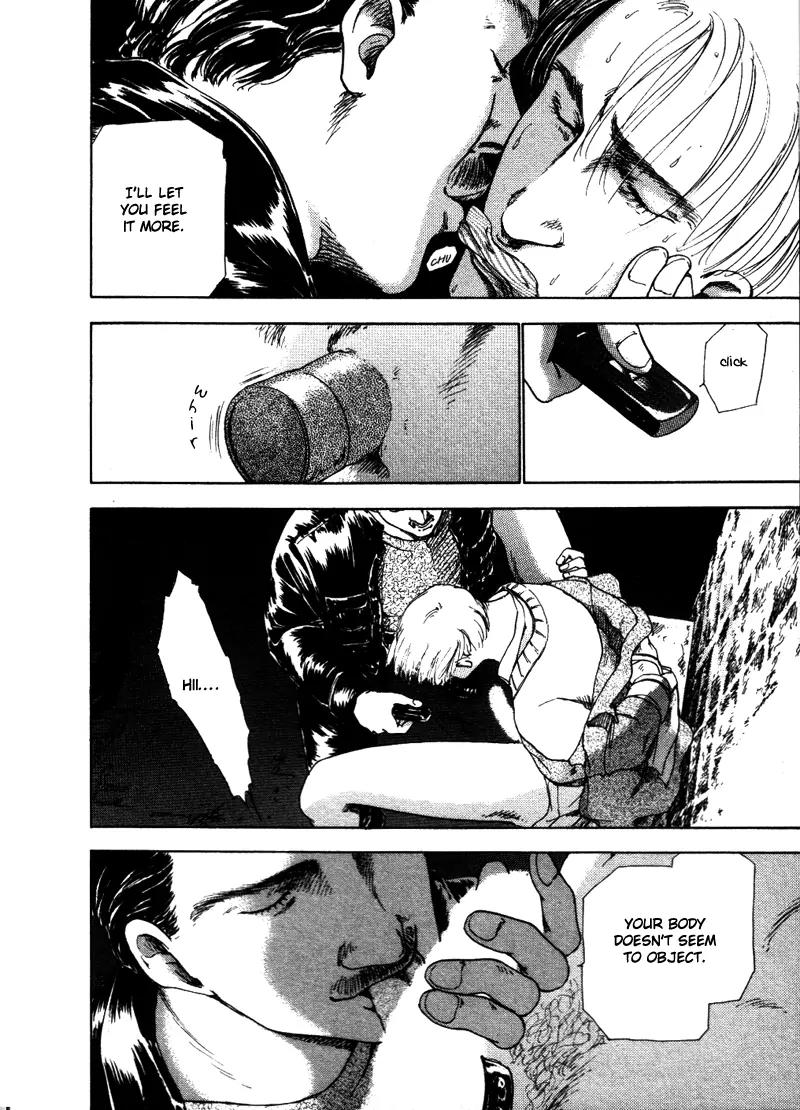 I'LL LET
YOU FEEL
IT MORE.
CHU
click
whir
HII....
YOUR BODY
DOESN'T SEEM
TO OBJECT.